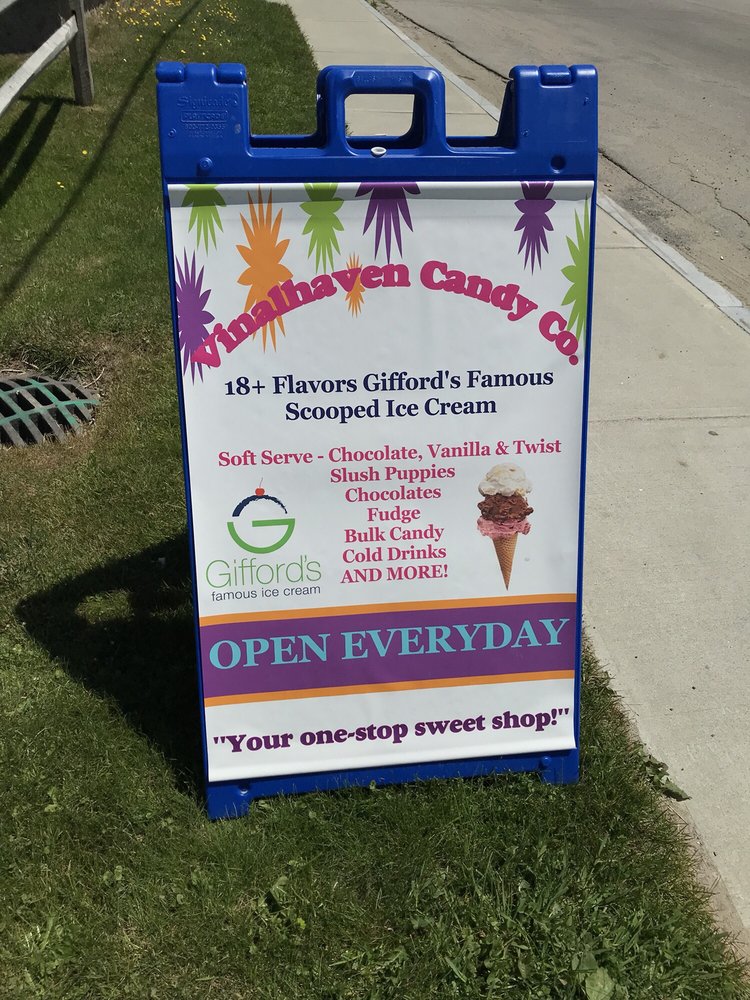 Signicade
Vinalhaven Candy Co.
18+ Flavors Gifford's Famous
Scooped Ice Cream
Soft Serve - Chocolate, Vanilla & Twist
Slush Puppies
Chocolates
Fudge
Bulk Candy
Cold Drinks
AND MORE!
G
Gifford's
famous ice cream
OPEN EVERYDAY
"Your one-stop sweet shop!"